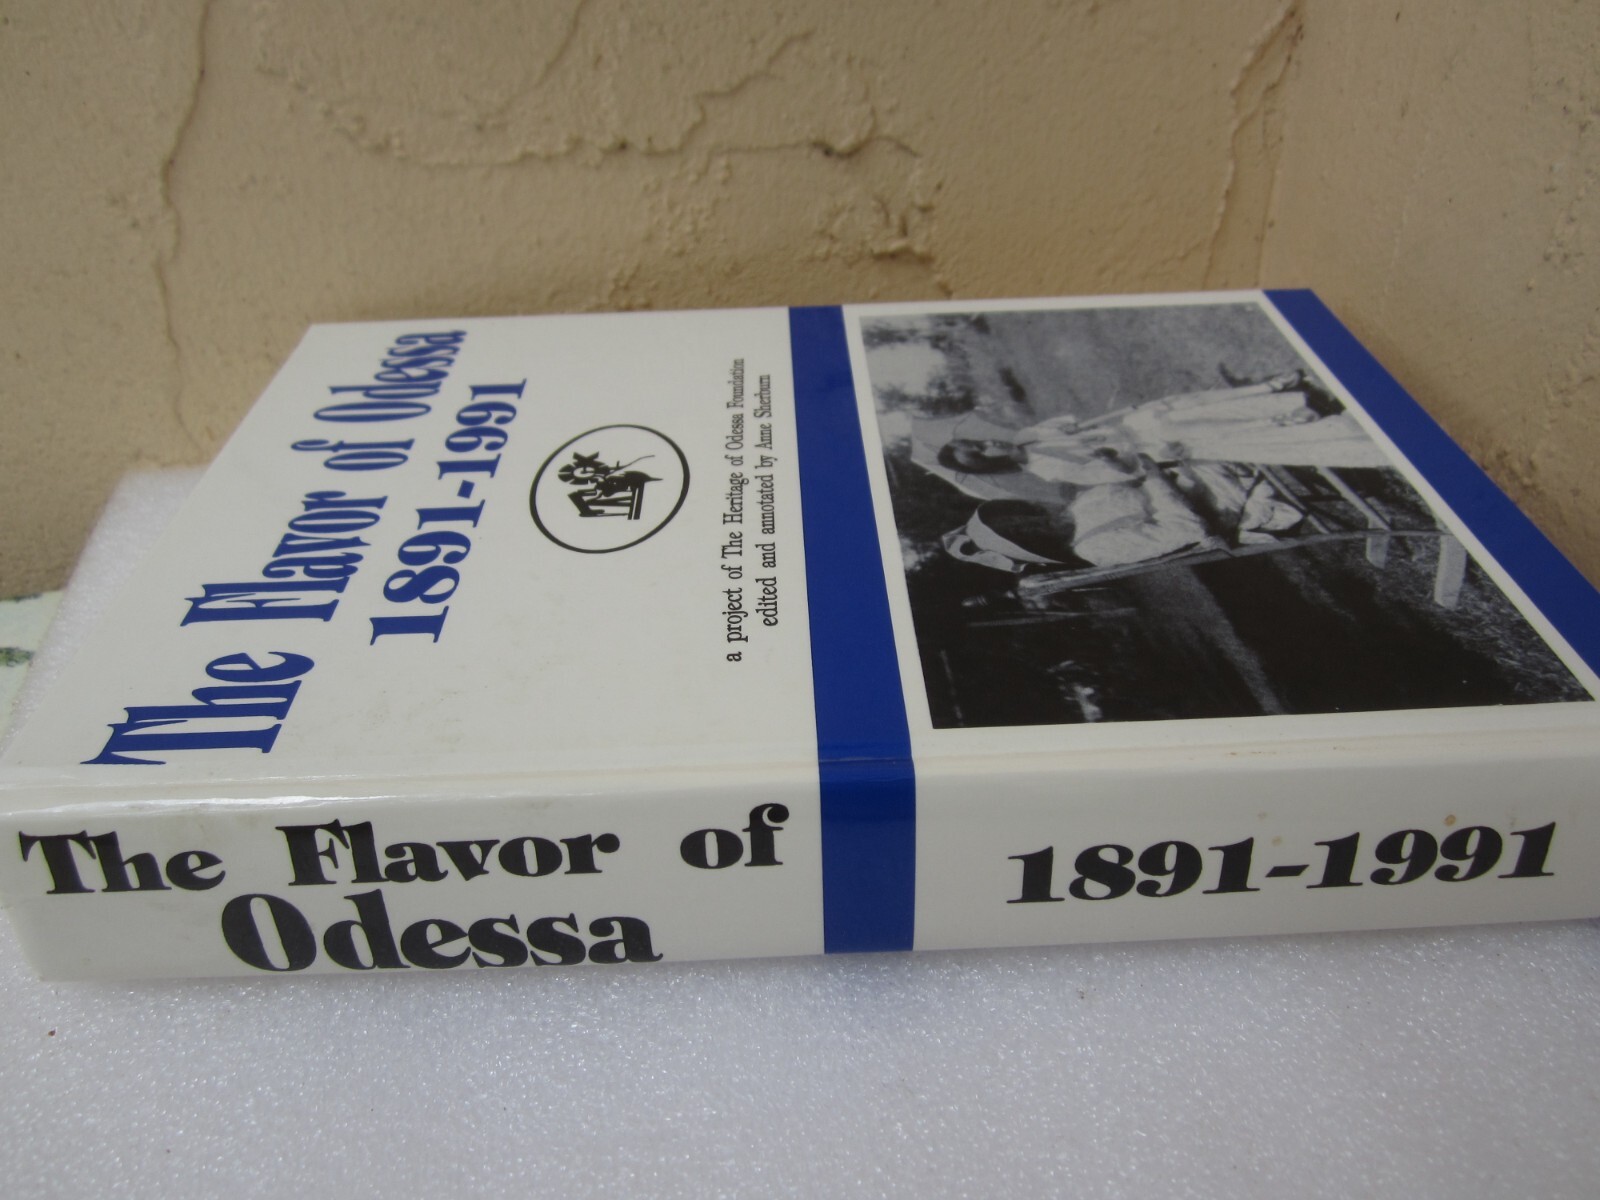 The Flavor of Odessa
1891-1991
a project of The Heritage of Odessa Foundation
edited and annotated by Anne Sherburn
The Flavor of
Odessa
1891-1991